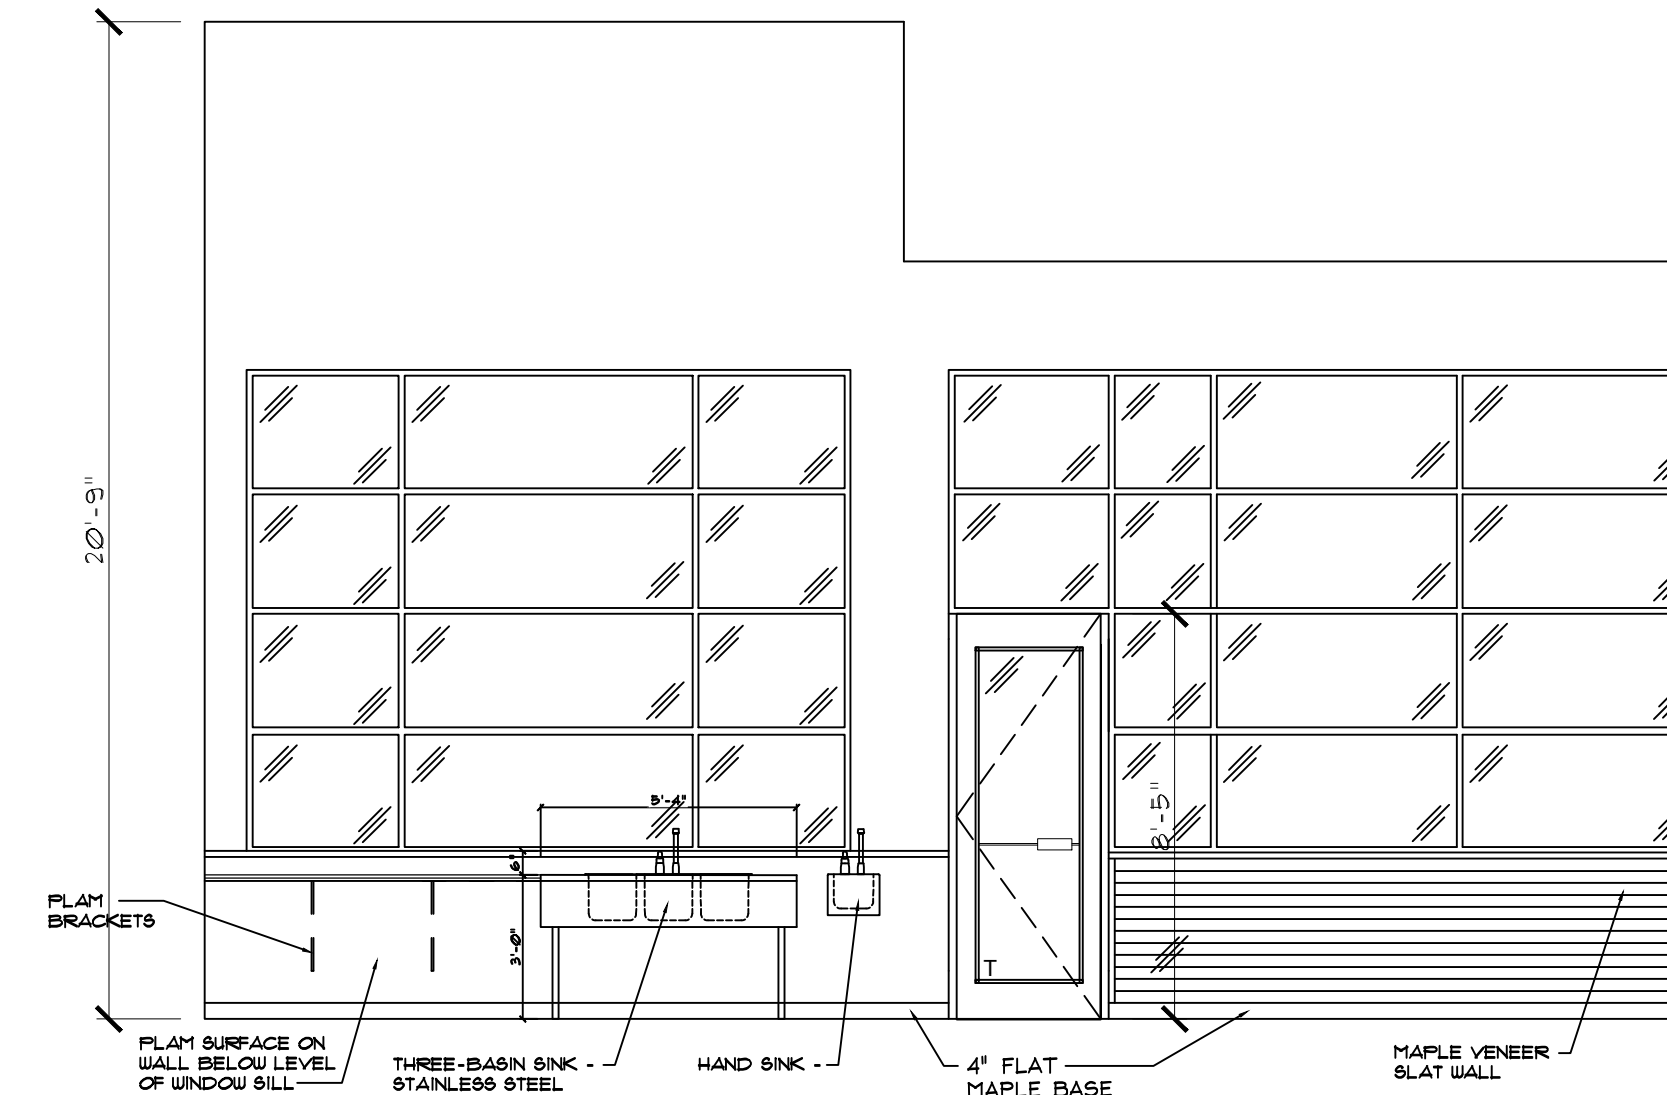 20'-9"
5'-4"
6"
8'-5"
PLAM
BRACKETS
3'-0"
T
PLAM SURFACE ON
WALL BELOW LEVEL
OF WINDOW SILL
THREE-BASIN SINK -
STAINLESS STEEL
HAND SINK -
4" FLAT
MAPLE BASE
MAPLE VENEER
SLAT WALL